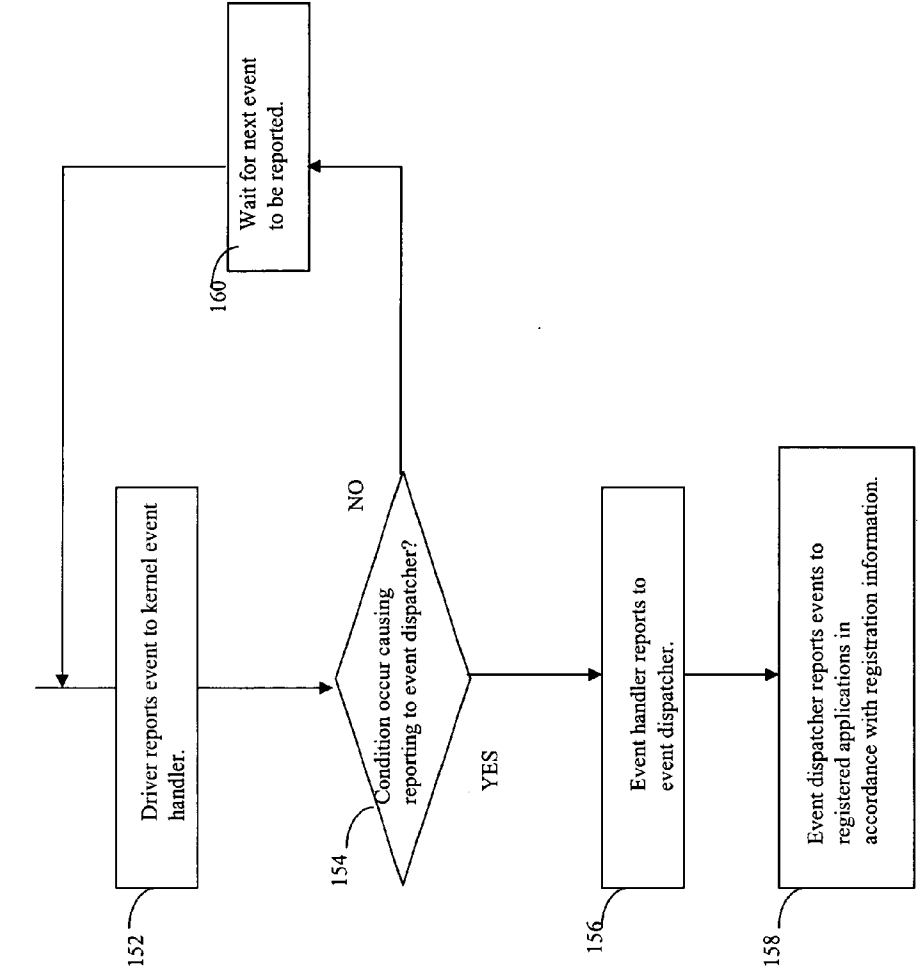 152
Driver reports event to kernel event
handler.
154
Condition occur causing
reporting to event dispatcher?
NO
160
Wait for next event
to be reported.
YES
156
Event handler reports to
event dispatcher.
158
Event dispatcher reports events to
registered applications in
accordance with registration information.